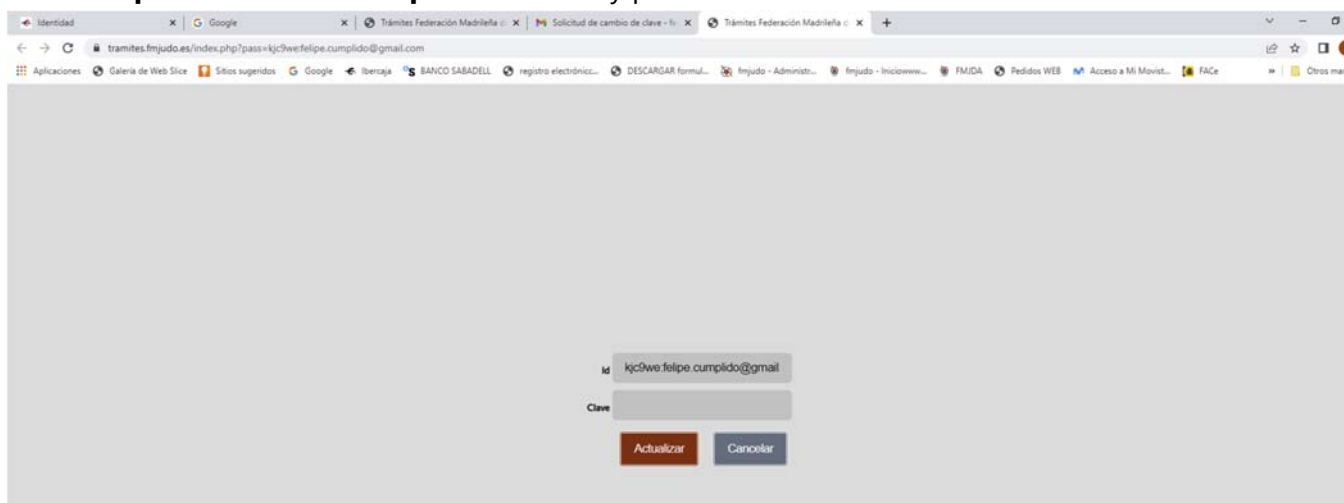 Identidad
Google
Trámites Federación Madrileña
Solicitud de cambio de clave -
Trámites Federación Madrileña
tramites.fmjudo.es/index.php?pass=kjc9we:felipe.cumplido@gmail.com
Aplicaciones
Galería de Web Slice
Sitios sugeridos
Google
Ibercaja
BANCO SABADELL
registro electrónicc...
DESCARGAR formul...
fmjudo - Administr...
fmjudo - Iniciowww...
FMJDA
Pedidos WEB
Acceso a Mi Movist...
FACe
Otros mar
Id
kjc9we:felipe.cumplido@gmail
Clave
Actualizar
Cancelar